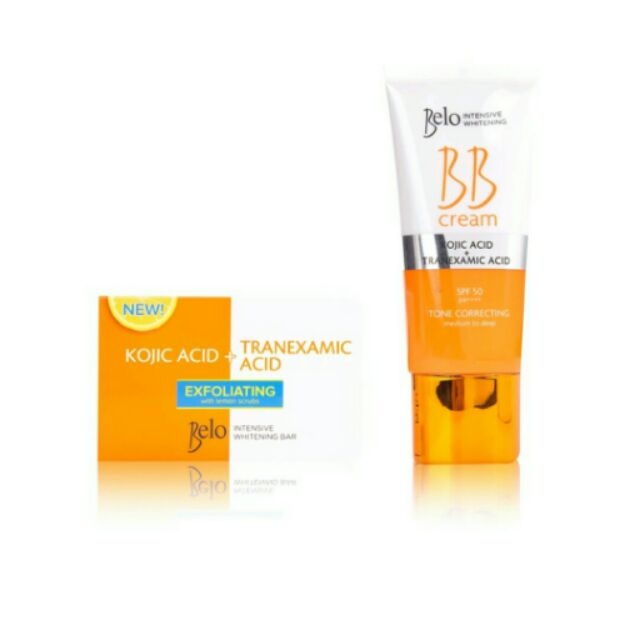 NEW!
KOJIC ACID + TRANEXAMIC
ACID
EXFOLIATING
with lemon scrubs
Belo INTENSIVE
WHITENING BAR
Belo INTENSIVE
WHITENING
BB
cream
KOJIC ACID
+
TRANEXAMIC ACID
SPF 50
PA++++
TONE CORRECTING
medium to deep